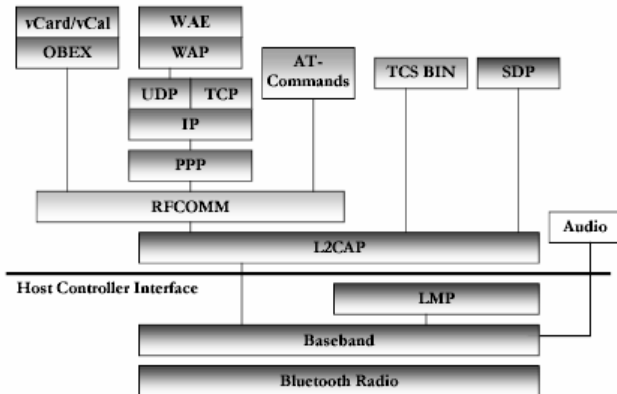 vCard/vCal
OBEX
WAE
WAP
UDP
TCP
IP
PPP
AT-
Commands
TCS BIN
SDP
RFCOMM
L2CAP
Audio
Host Controller Interface
LMP
Baseband
Bluetooth Radio